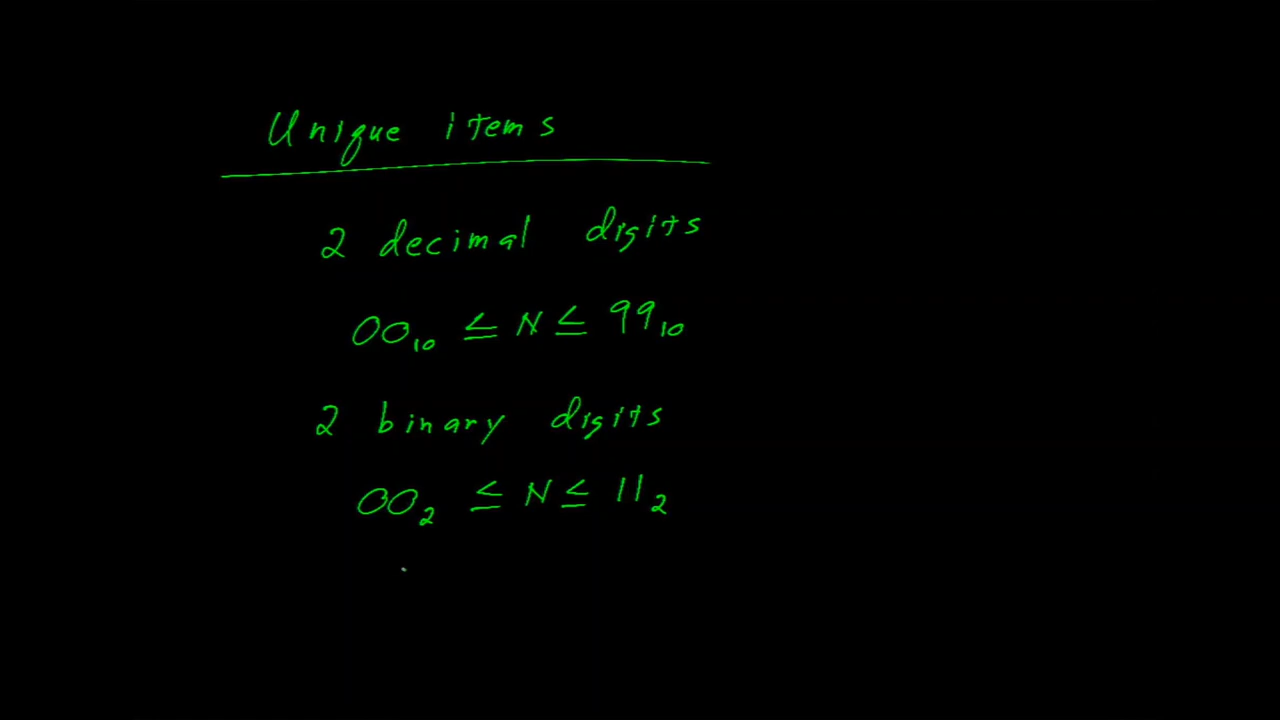 Unique items
2 decimal digits
00₁₀ ≤ N ≤ 99₁₀
2 binary digits
00₂ ≤ N ≤ 11₂